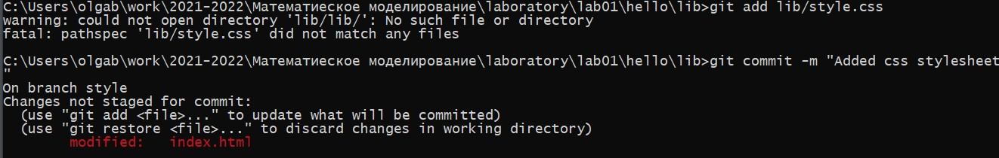 C:\Users\olgab\work\2021-2022\Математиеское моделирование\laboratory\lab01\hello\lib>git add lib/style.css
warning: could not open directory 'lib/lib/': No such file or directory
fatal: pathspec 'lib/style.css' did not match any files
C:\Users\olgab\work\2021-2022\Математиеское моделирование\laboratory\lab01\hello\lib>git commit -m "Added css stylesheet
"
On branch style
Changes not staged for commit:
(use "git add <file>..." to update what will be committed)
(use "git restore <file>..." to discard changes in working directory)
modified: index.html